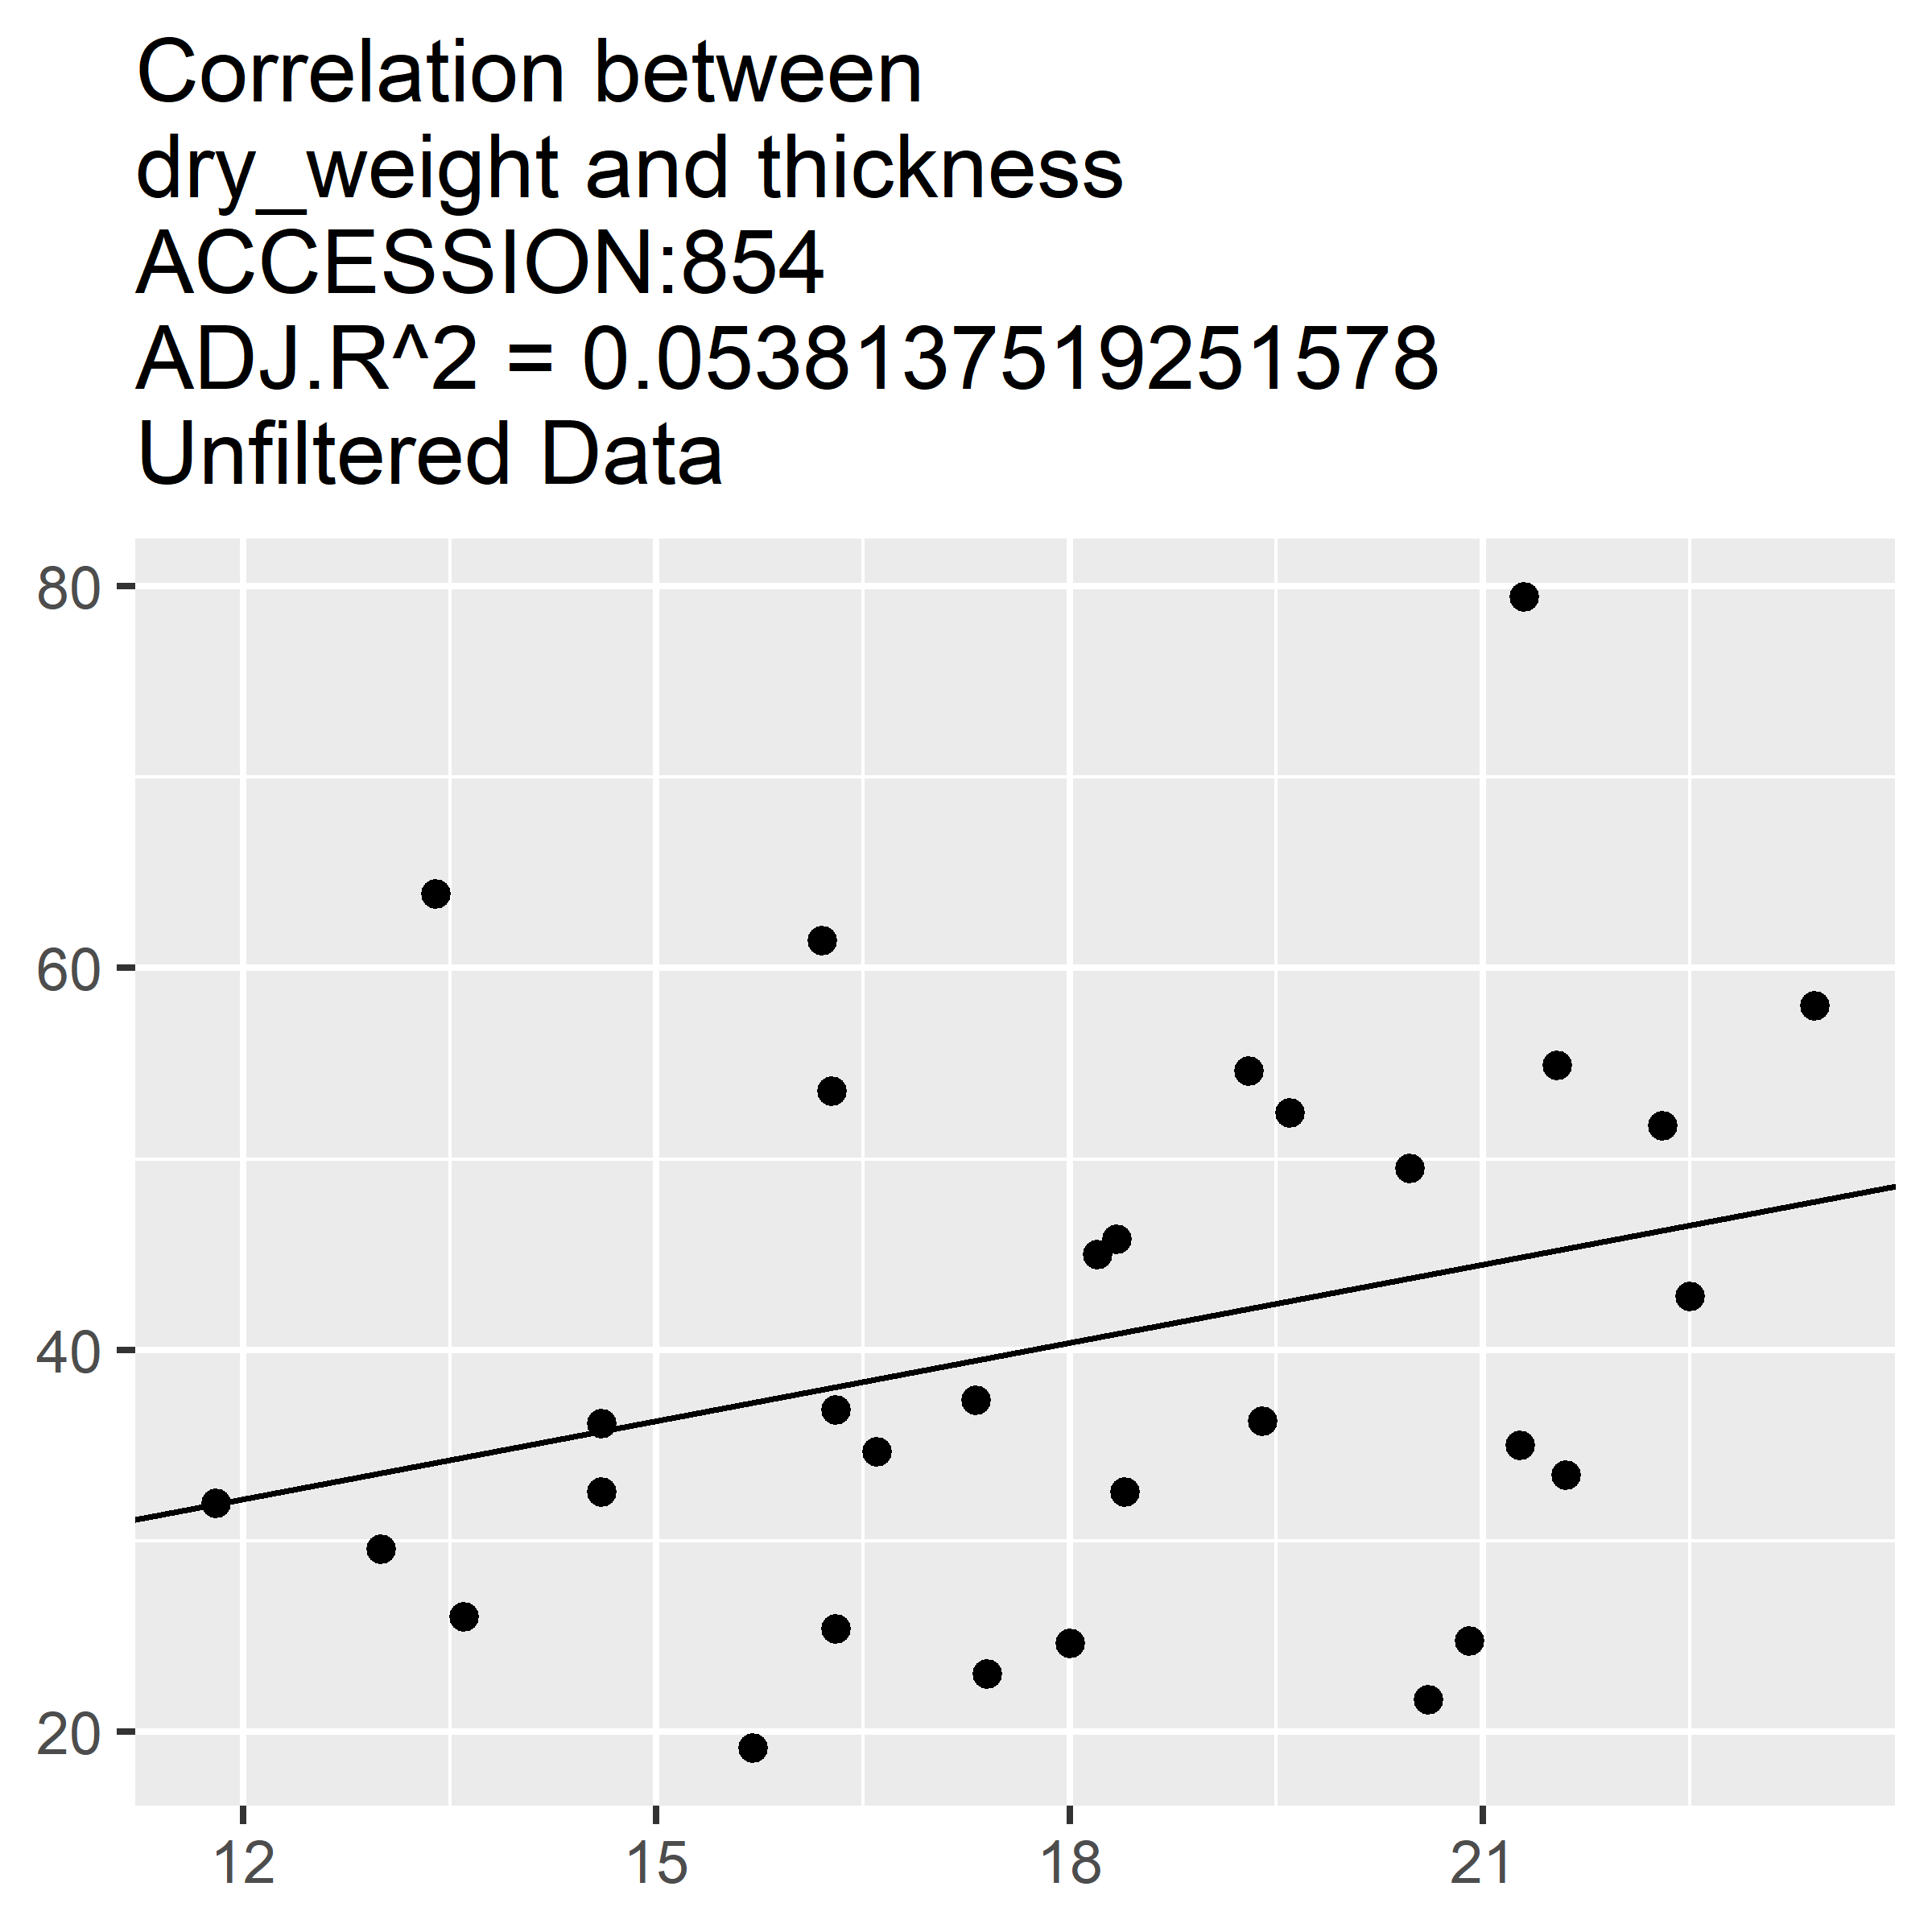 Correlation between
dry_weight and thickness
ACCESSION:854
ADJ.R^2 = 0.0538137519251578
Unfiltered Data
80
60
40
20
12 15 18 21